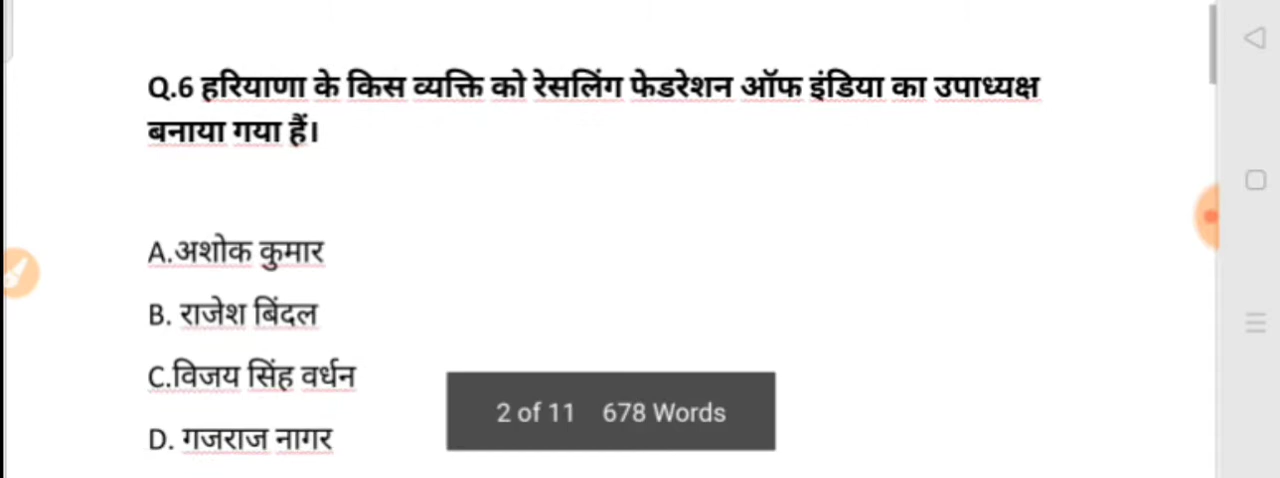 Q.6 हरियाणा के किस व्यक्ति को रेसलिंग फेडरेशन ऑफ इंडिया का उपाध्यक्ष
बनाया गया हैं।
A.अशोक कुमार
B. राजेश बिंदल
C.विजय सिंह वर्धन
D. गजराज नागर
2 of 11 678 Words